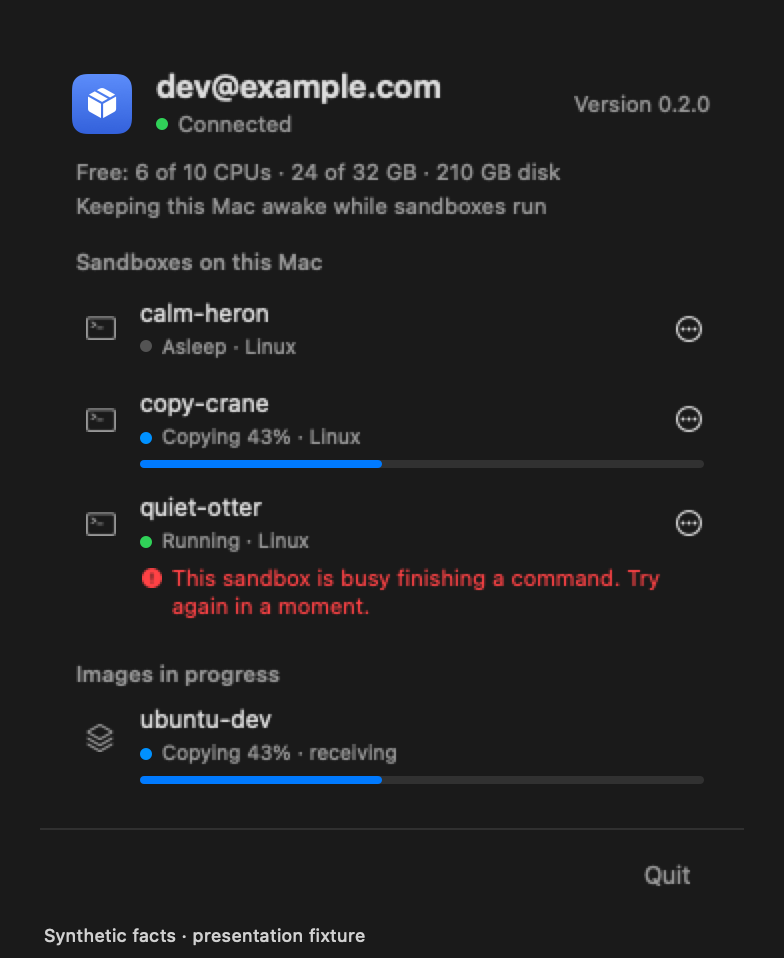 dev@example.com
Connected
Version 0.2.0
Free: 6 of 10 CPUs · 24 of 32 GB · 210 GB disk
Keeping this Mac awake while sandboxes run
Sandboxes on this Mac
calm-heron
Asleep · Linux
copy-crane
Copying 43% · Linux
quiet-otter
Running · Linux
This sandbox is busy finishing a command. Try
again in a moment.
Images in progress
ubuntu-dev
Copying 43% · receiving
Quit
Synthetic facts · presentation fixture